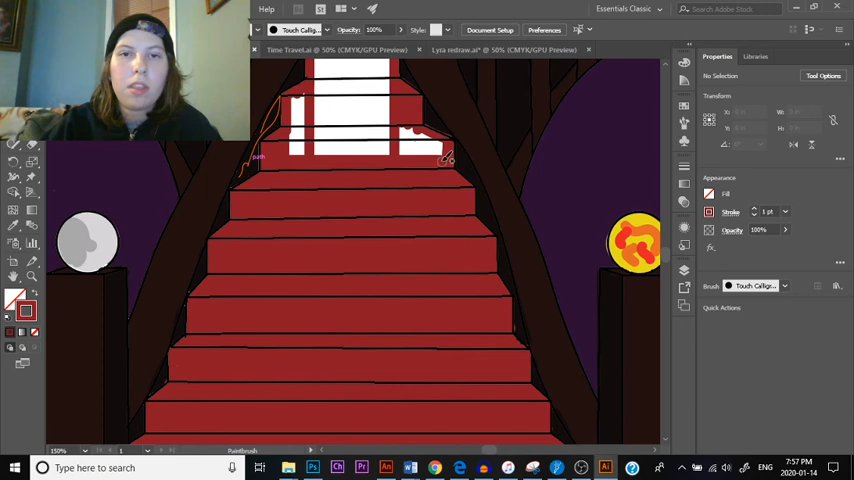 Help
Essentials Classic
Search Adobe Stock
Touch Callig...
Opacity: 100%
Style:
Document Setup
Preferences
Time Travel.ai @ 50% (CMYK/GPU Preview) ×
Lyra redraw.ai* @ 50% (CMYK/GPU Preview) ×
Properties
Libraries
No Selection
Tool Options
Transform
X:
W:
Y:
H:
path
Appearance
Fill
Stroke
1 pt
Opacity
100%
fx.
Brush
Touch Calligr...
Quick Actions
150%
1
Paintbrush
Type here to search
ENG
7:57 PM
2020-01-14